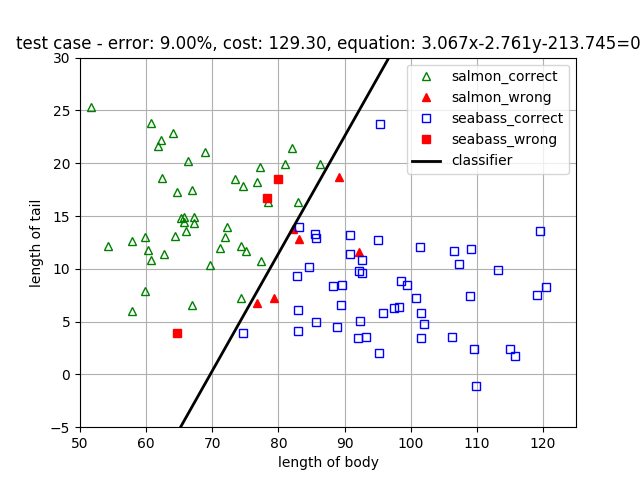 test case - error: 9.00%, cost: 129.30, equation: 3.067x-2.761y-213.745=0
salmon_correct
salmon_wrong
seabass_correct
seabass_wrong
classifier
length of tail
30
25
20
15
10
5
0
−5
50 60 70 80 90 100 110 120
length of body